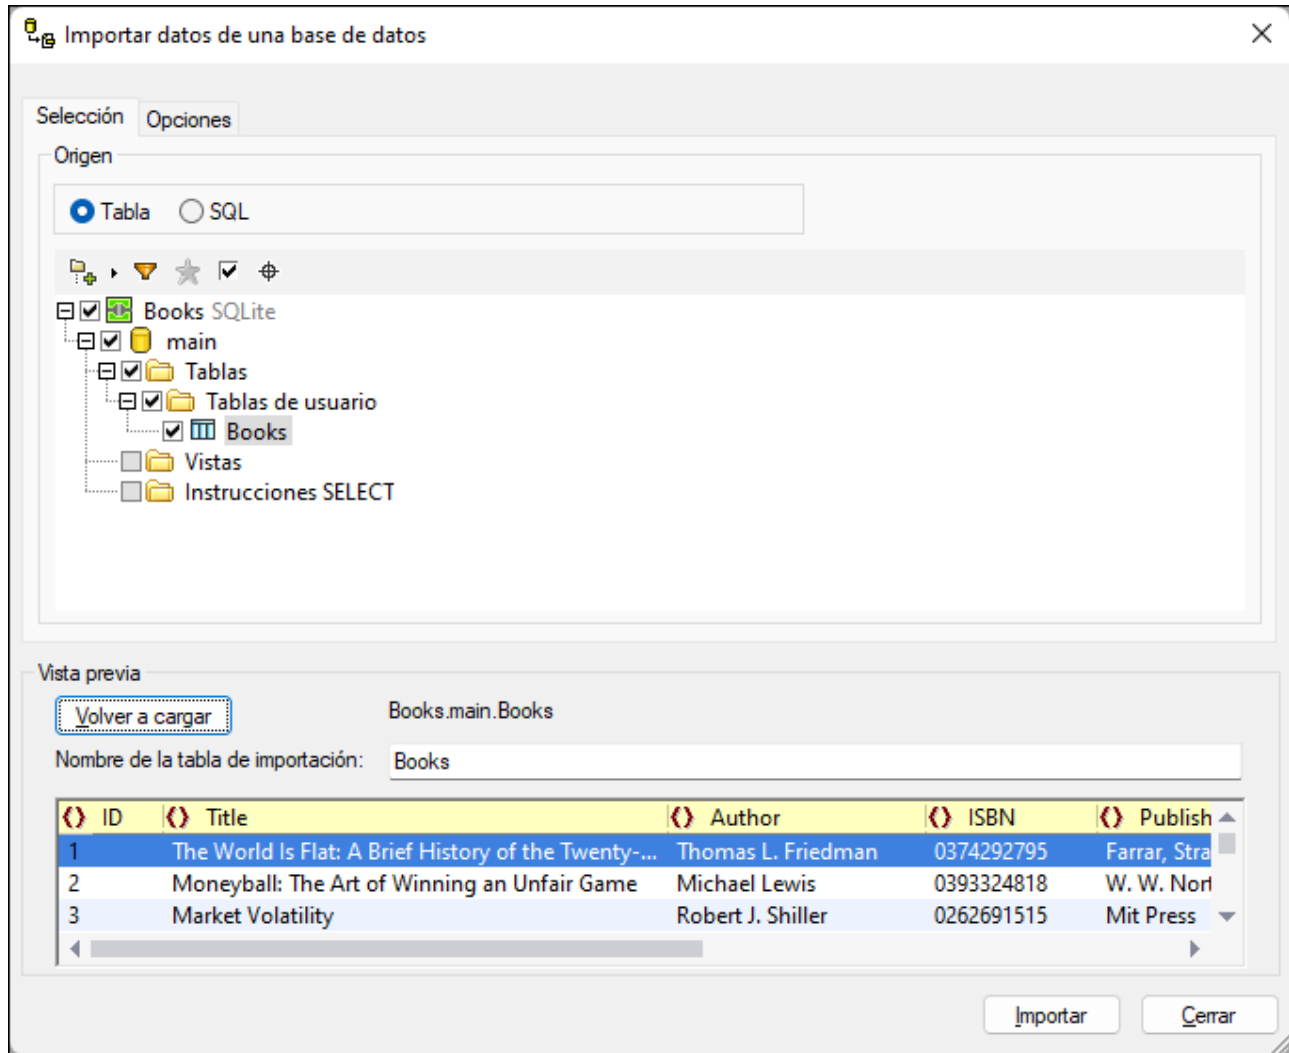 Importar datos de una base de datos
Selección Opciones
Origen
Tabla SQL
Books SQLite
main
Tablas
Tablas de usuario
Books
Vistas
Instrucciones SELECT
Vista previa
Volver a cargar Books.main.Books
Nombre de la tabla de importación: Books
ID Title Author ISBN Publish
1 The World Is Flat: A Brief History of the Twenty-... Thomas L. Friedman 0374292795 Farrar, Stra
2 Moneyball: The Art of Winning an Unfair Game Michael Lewis 0393324818 W. W. Nort
3 Market Volatility Robert J. Shiller 0262691515 Mit Press
Importar Cerrar